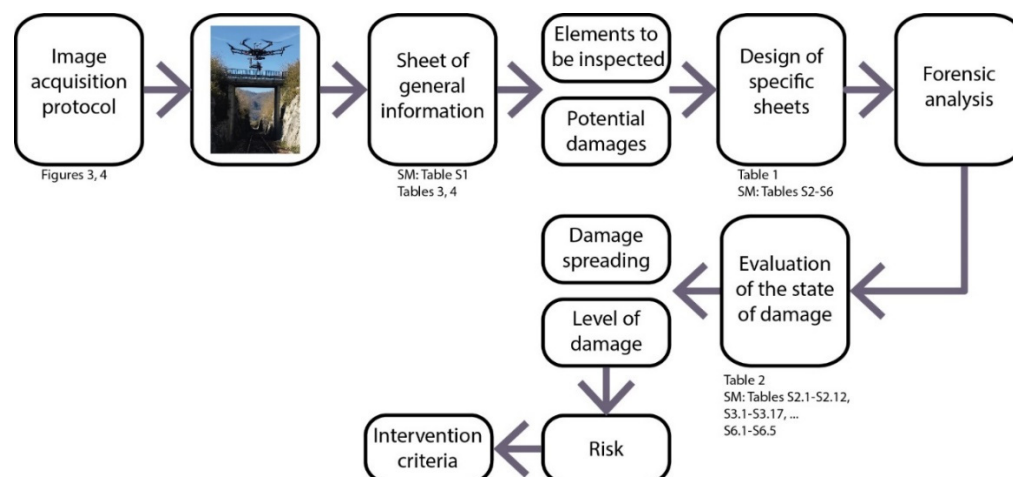 Image
acquisition
protocol
Figures 3, 4
Sheet of
general
information
SM: Table S1
Tables 3, 4
Elements to
be inspected
Potential
damages
Design of
specific
sheets
Table 1
SM: Tables S2-S6
Forensic
analysis
Evaluation
of the state
of damage
Table 2
SM: Tables S2.1-S2.12,
S3.1-S3.17, ...
S6.1-S6.5
Damage
spreading
Level of
damage
Risk
Intervention
criteria